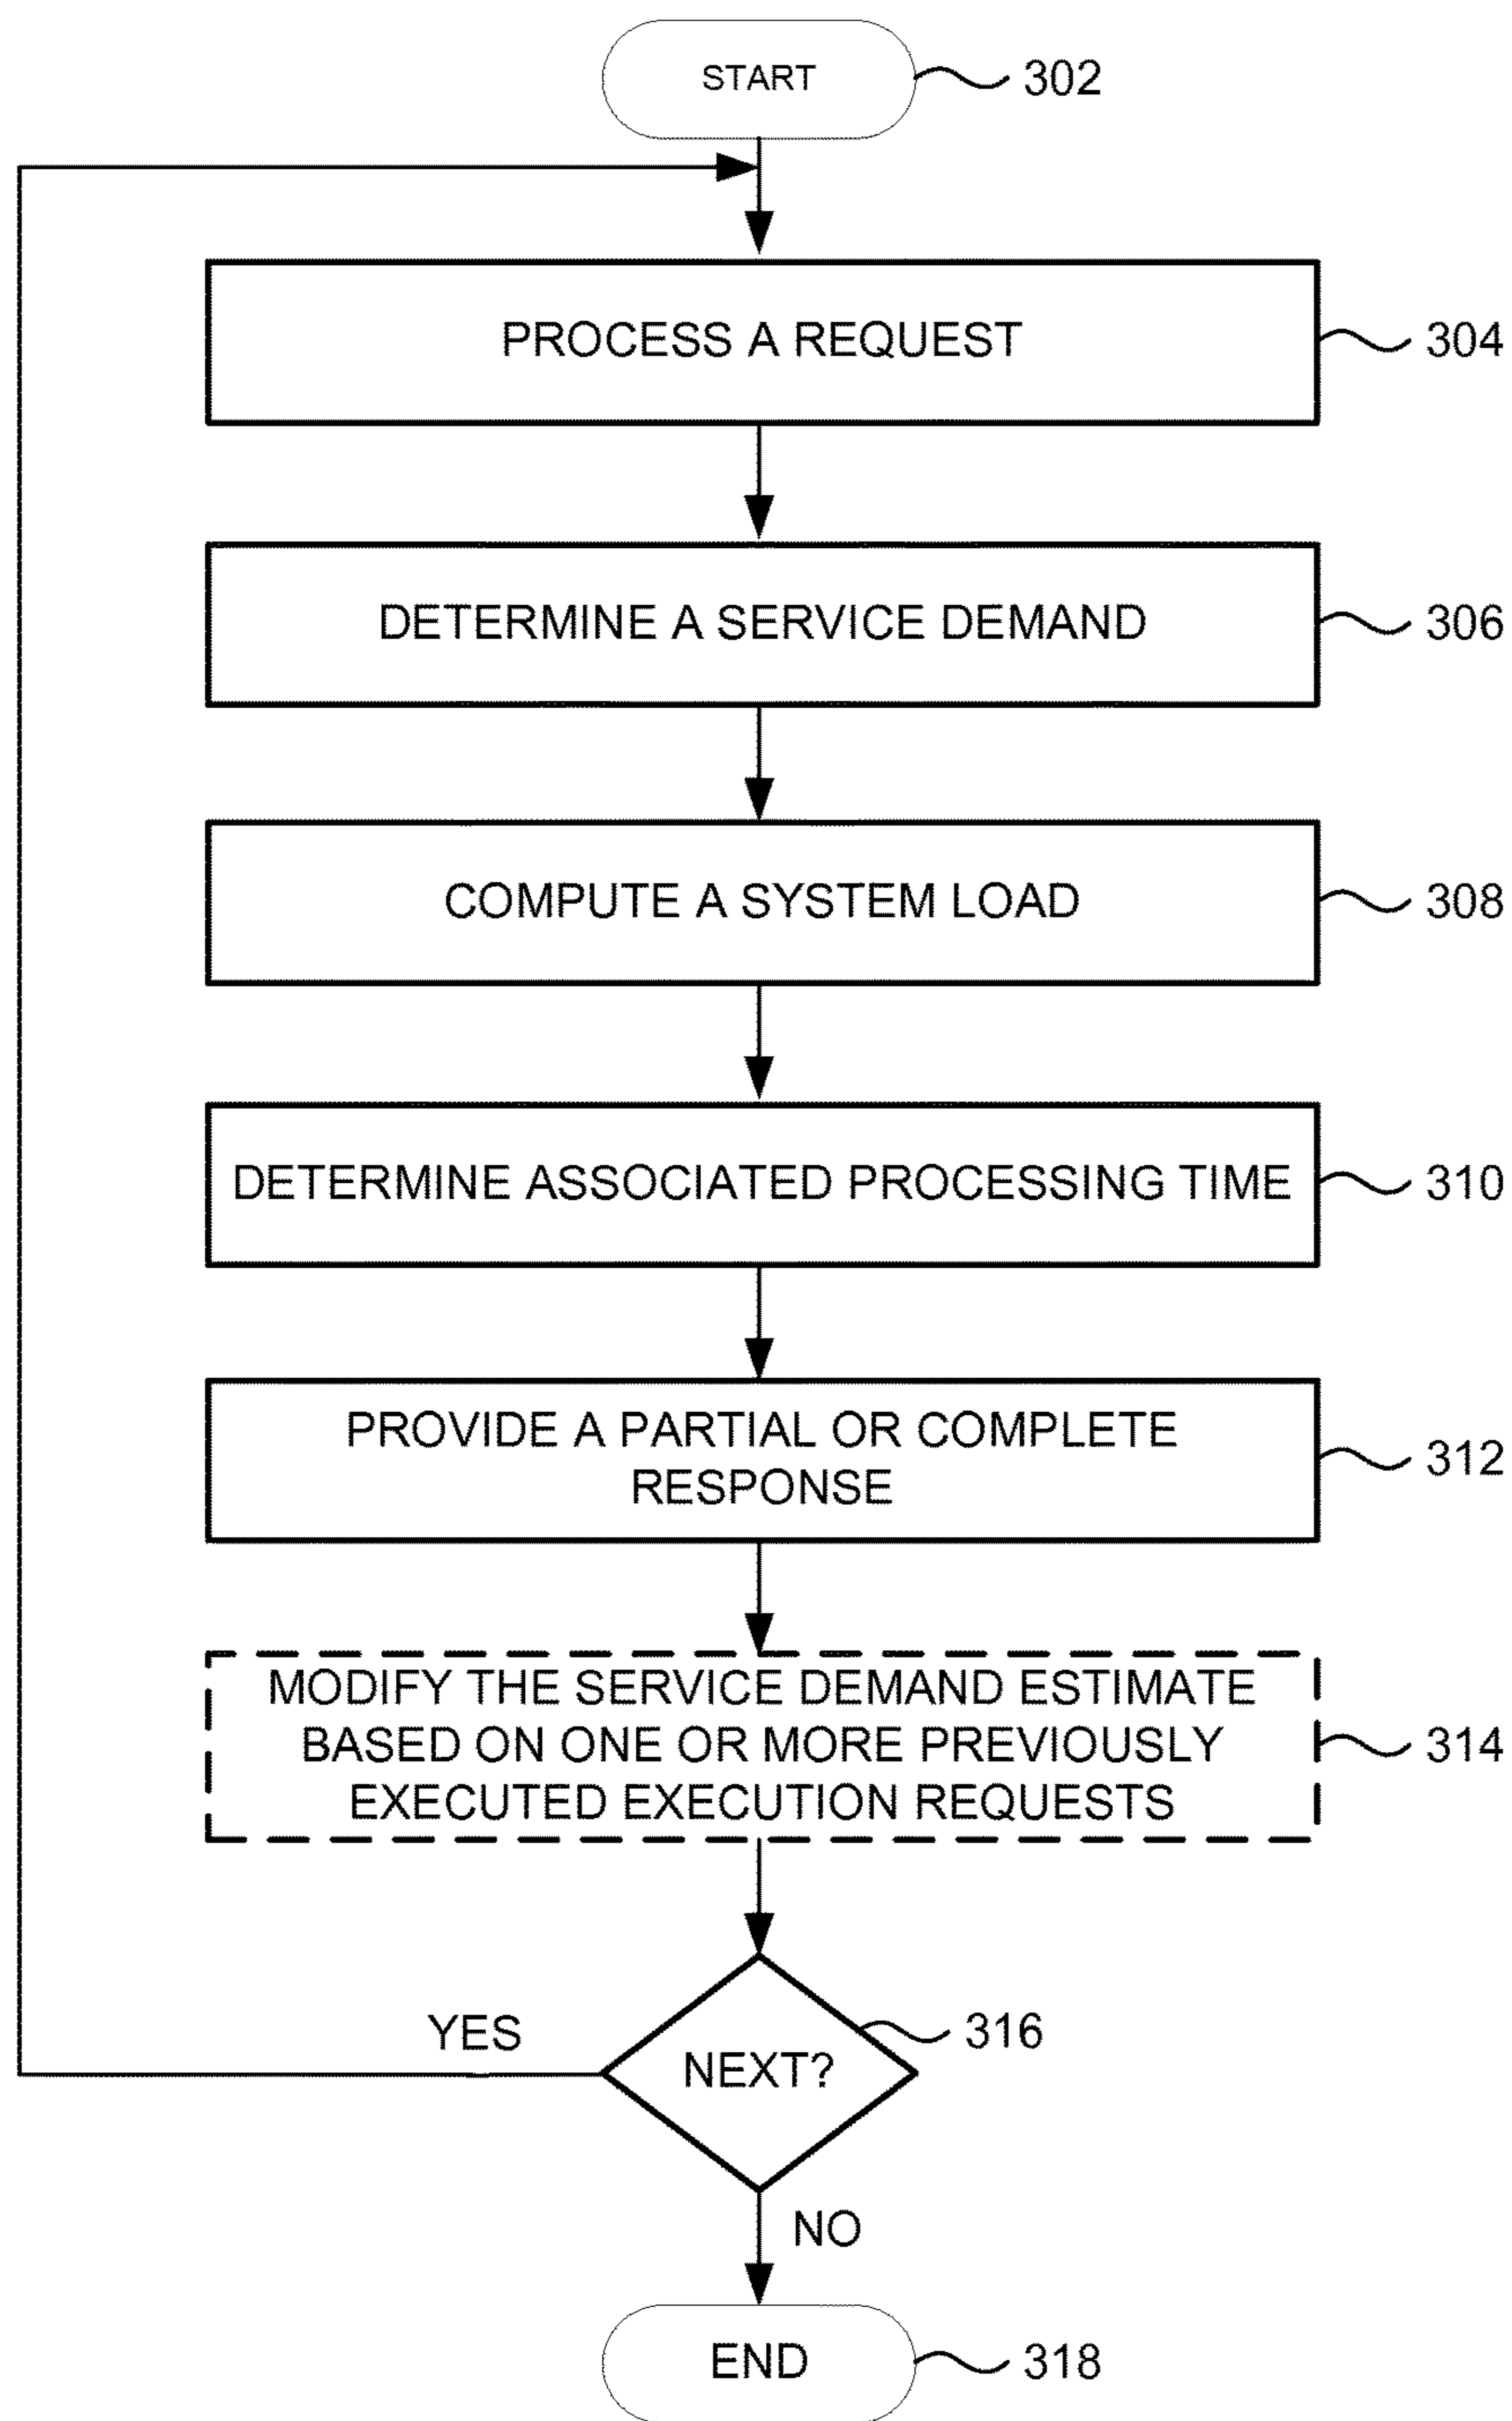 START
302
PROCESS A REQUEST
304
DETERMINE A SERVICE DEMAND
306
COMPUTE A SYSTEM LOAD
308
DETERMINE ASSOCIATED PROCESSING TIME
310
PROVIDE A PARTIAL OR COMPLETE
RESPONSE
312
MODIFY THE SERVICE DEMAND ESTIMATE
BASED ON ONE OR MORE PREVIOUSLY
EXECUTED EXECUTION REQUESTS
314
YES
NEXT?
316
NO
END
318